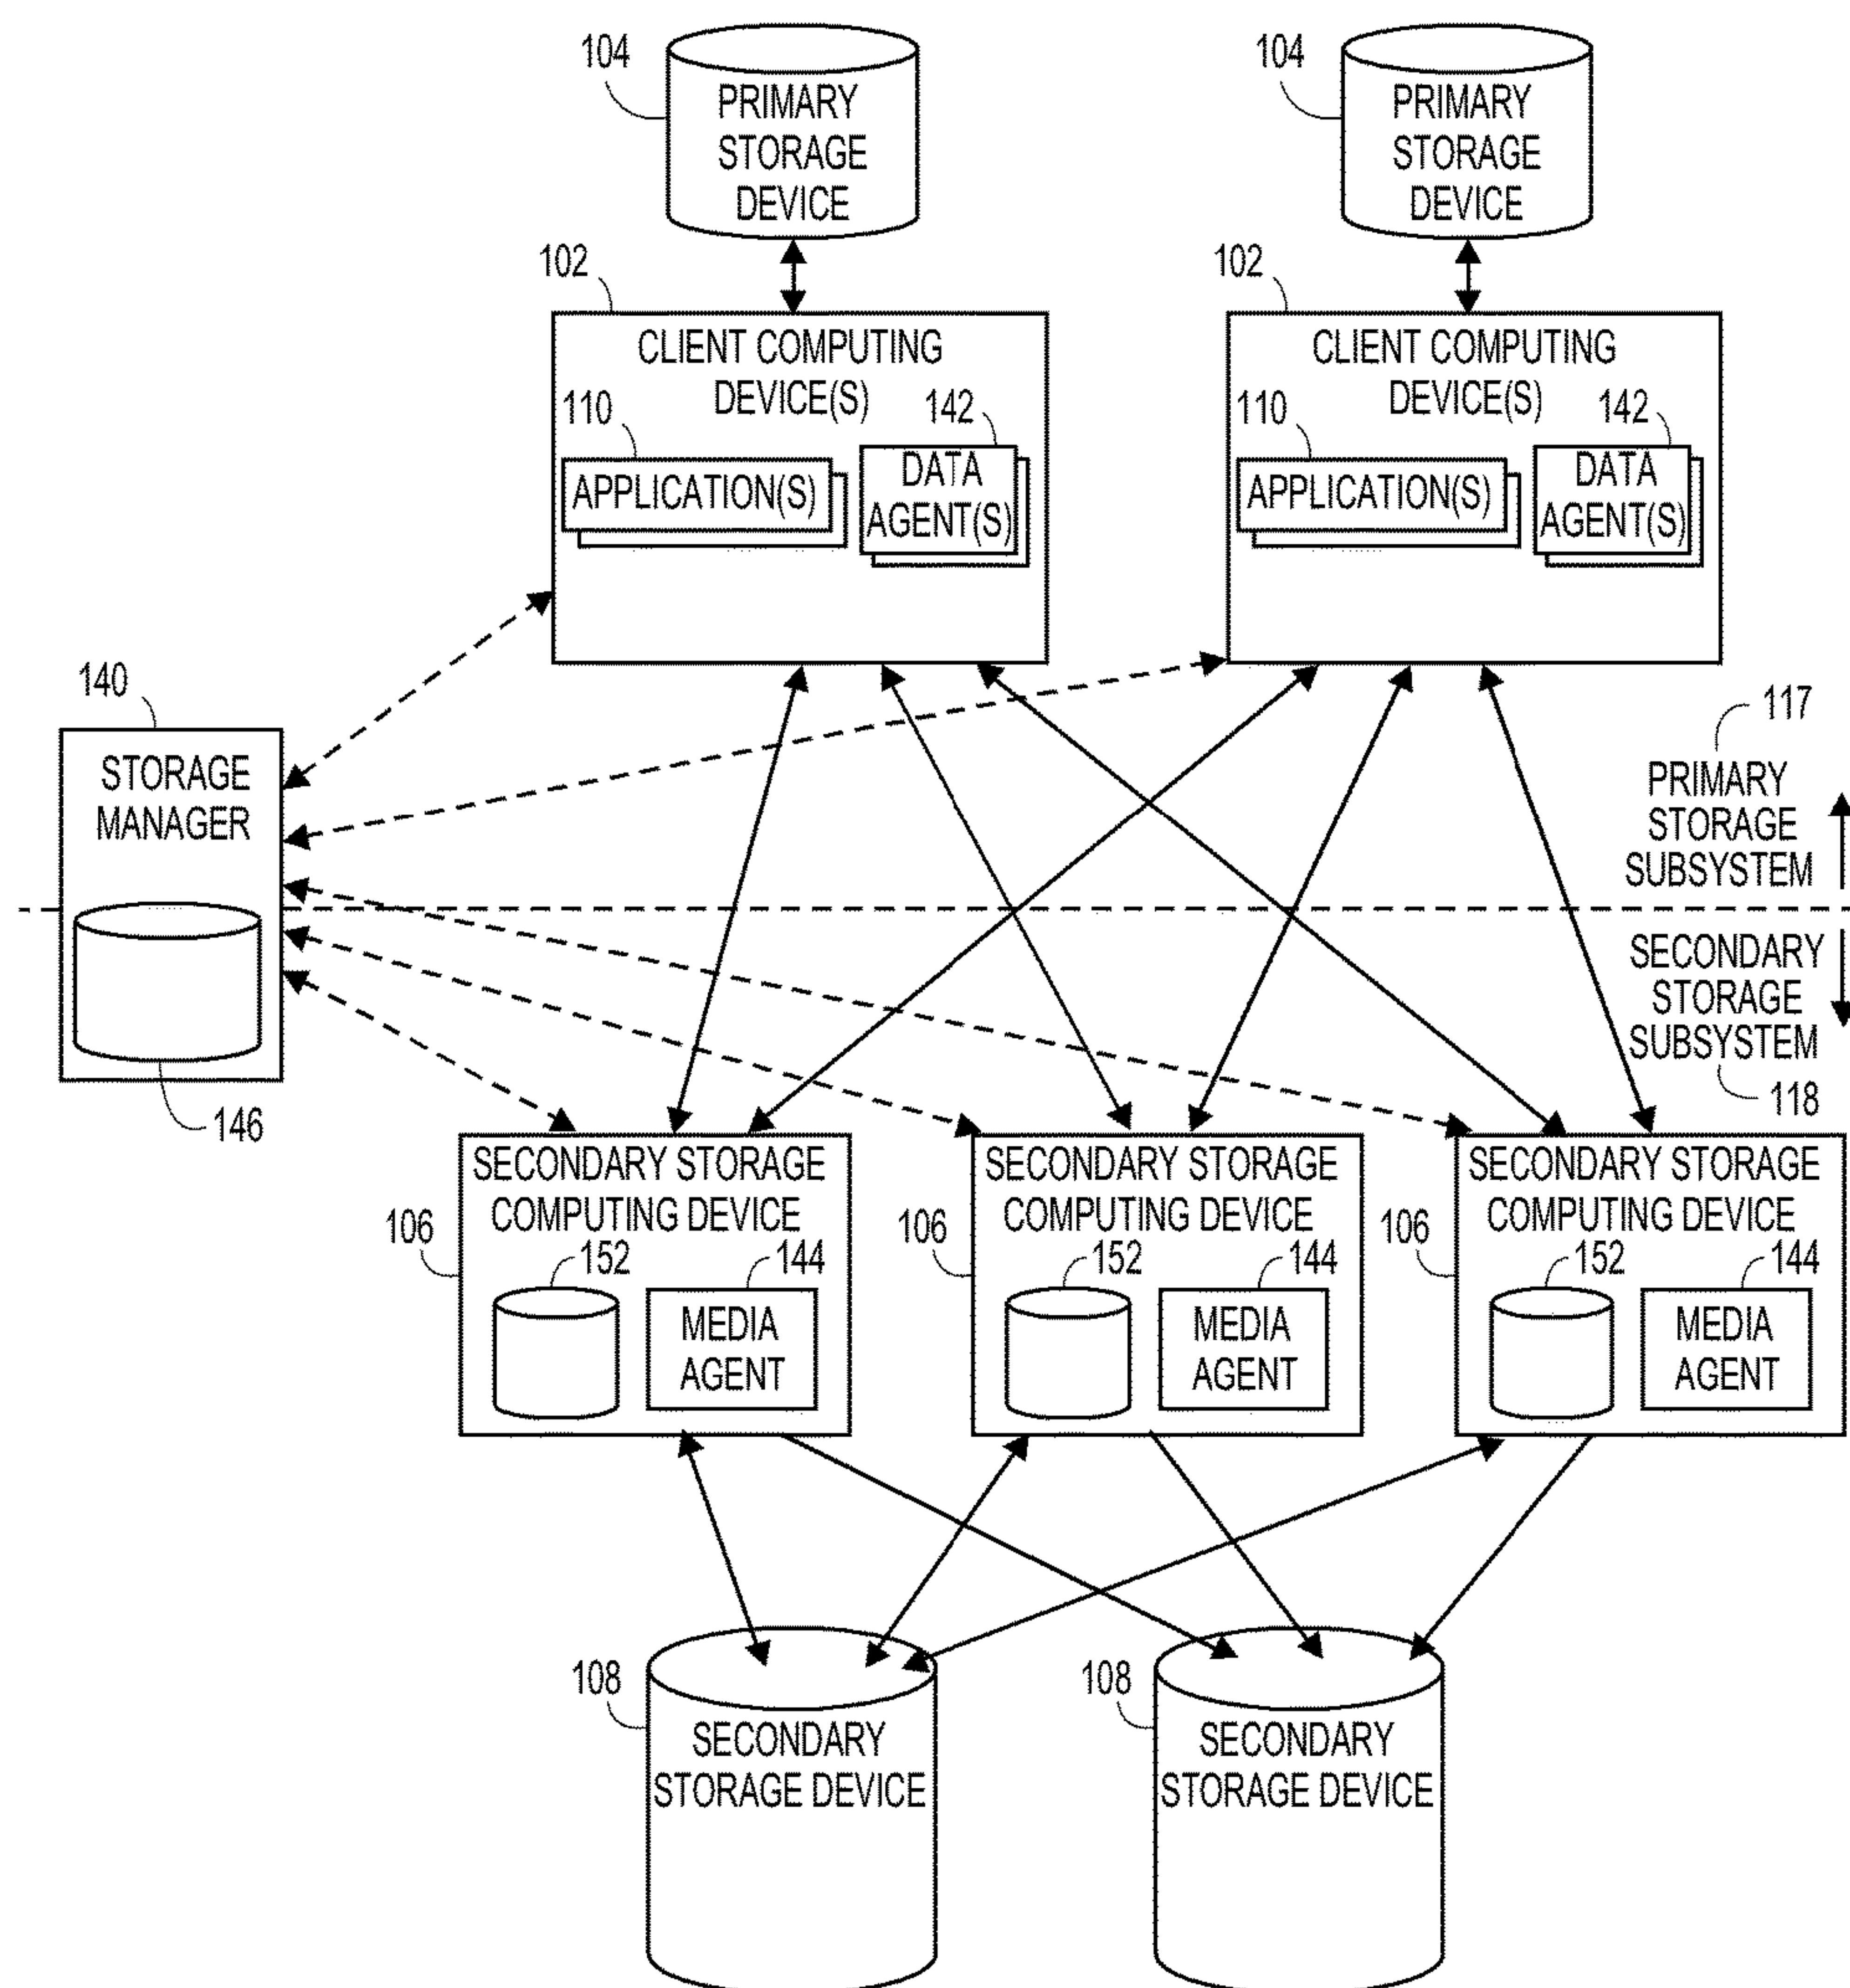 104
PRIMARY
STORAGE
DEVICE
104
PRIMARY
STORAGE
DEVICE
102
CLIENT COMPUTING
DEVICE(S)
110
142
APPLICATION(S)
DATA
AGENT(S)
102
CLIENT COMPUTING
DEVICE(S)
110
142
APPLICATION(S)
DATA
AGENT(S)
140
STORAGE
MANAGER
146
117
PRIMARY
STORAGE
SUBSYSTEM
SECONDARY
STORAGE
SUBSYSTEM
118
SECONDARY STORAGE
COMPUTING DEVICE
106
152
144
MEDIA
AGENT
SECONDARY STORAGE
COMPUTING DEVICE
106
152
144
MEDIA
AGENT
SECONDARY STORAGE
COMPUTING DEVICE
106
152
144
MEDIA
AGENT
108
SECONDARY
STORAGE DEVICE
108
SECONDARY
STORAGE DEVICE